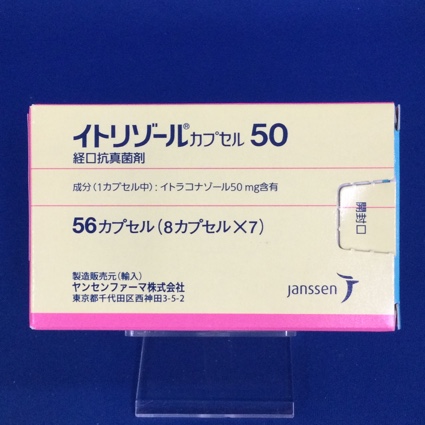 イトリゾール®カプセル 50
経口抗真菌剤
成分(1カプセル中):イトラコナゾール50 mg含有
56カプセル(8カプセル×7)
開封口
製造販売元(輸入)
ヤンセンファーマ株式会社
東京都千代田区西神田3-5-2
janssen